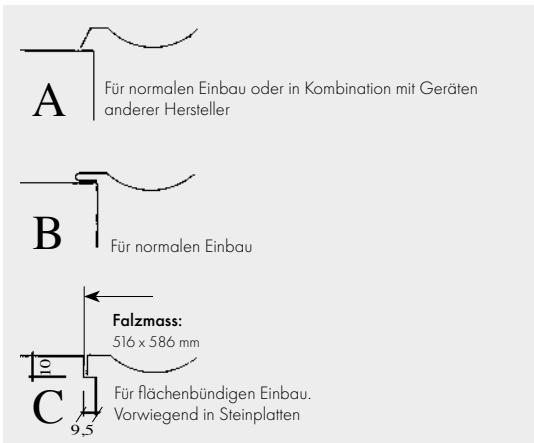 A
Für normalen Einbau oder in Kombination mit Geräten
anderer Hersteller
B
Für normalen Einbau
Falzmass:
516 x 586 mm
10
C
Für flächenbündigen Einbau.
Vorwiegend in Steinplatten
9,5